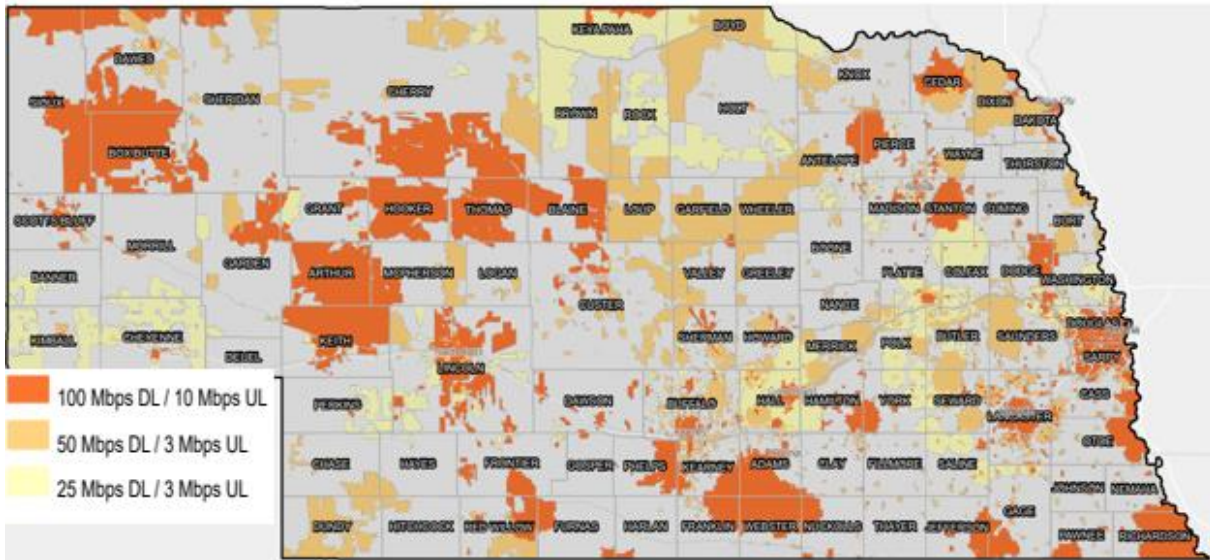 KEYA PAHA
BOYD
DAWES
KNOX
CEDAR
SIOUX
SHERIDAN
CHERRY
DIXON
BROWN
ROCK
HOLT
DAKOTA
BOX BUTTE
PIERCE
ANTELOPE
WAYNE
THURSTON
SCOTTS BLUFF
GRANT
HOOKER
THOMAS
BLAINE
LOUP
GARFIELD
WHEELER
MADISON
STANTON
CUMING
BURT
MORRILL
GARDEN
BOONE
BANNER
ARTHUR
MCPHERSON
LOGAN
VALLEY
GREELEY
PLATTE
COLFAX
DODGE
WASHINGTON
CUSTER
NANCE
KIMBALL
CHEYENNE
KEITH
SHERMAN
HOWARD
MERRICK
POLK
BUTLER
SAUNDERS
DOUGLAS
DEUEL
LINCOLN
SARPY
100 Mbps DL / 10 Mbps UL
PERKINS
DAWSON
BUFFALO
HALL
HAMILTON
YORK
SEWARD
LANCASTER
CASS
50 Mbps DL / 3 Mbps UL
OTOE
CHASE
HAYES
FRONTIER
GOSPER
PHELPS
KEARNEY
ADAMS
CLAY
FILLMORE
SALINE
25 Mbps DL / 3 Mbps UL
JOHNSON
NEMAHA
GAGE
DUNDY
HITCHCOCK
RED WILLOW
FURNAS
HARLAN
FRANKLIN
WEBSTER
NUCKOLLS
THAYER
JEFFERSON
PAWNEE
RICHARDSON